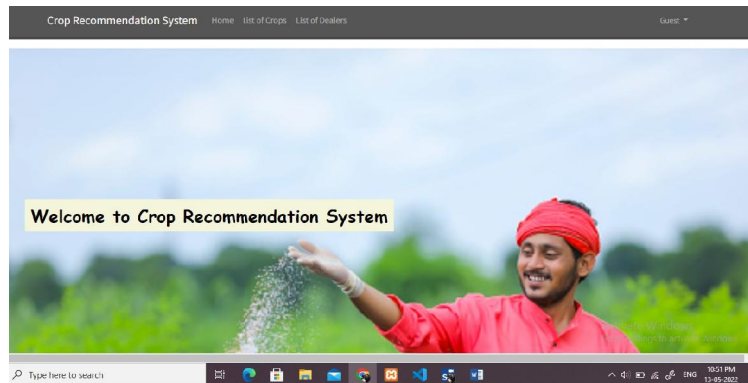 Crop Recommendation System Home list of Crops List of Dealers Guest
Welcome to Crop Recommendation System
Type here to search
ENG
10:51 PM
13-05-2022